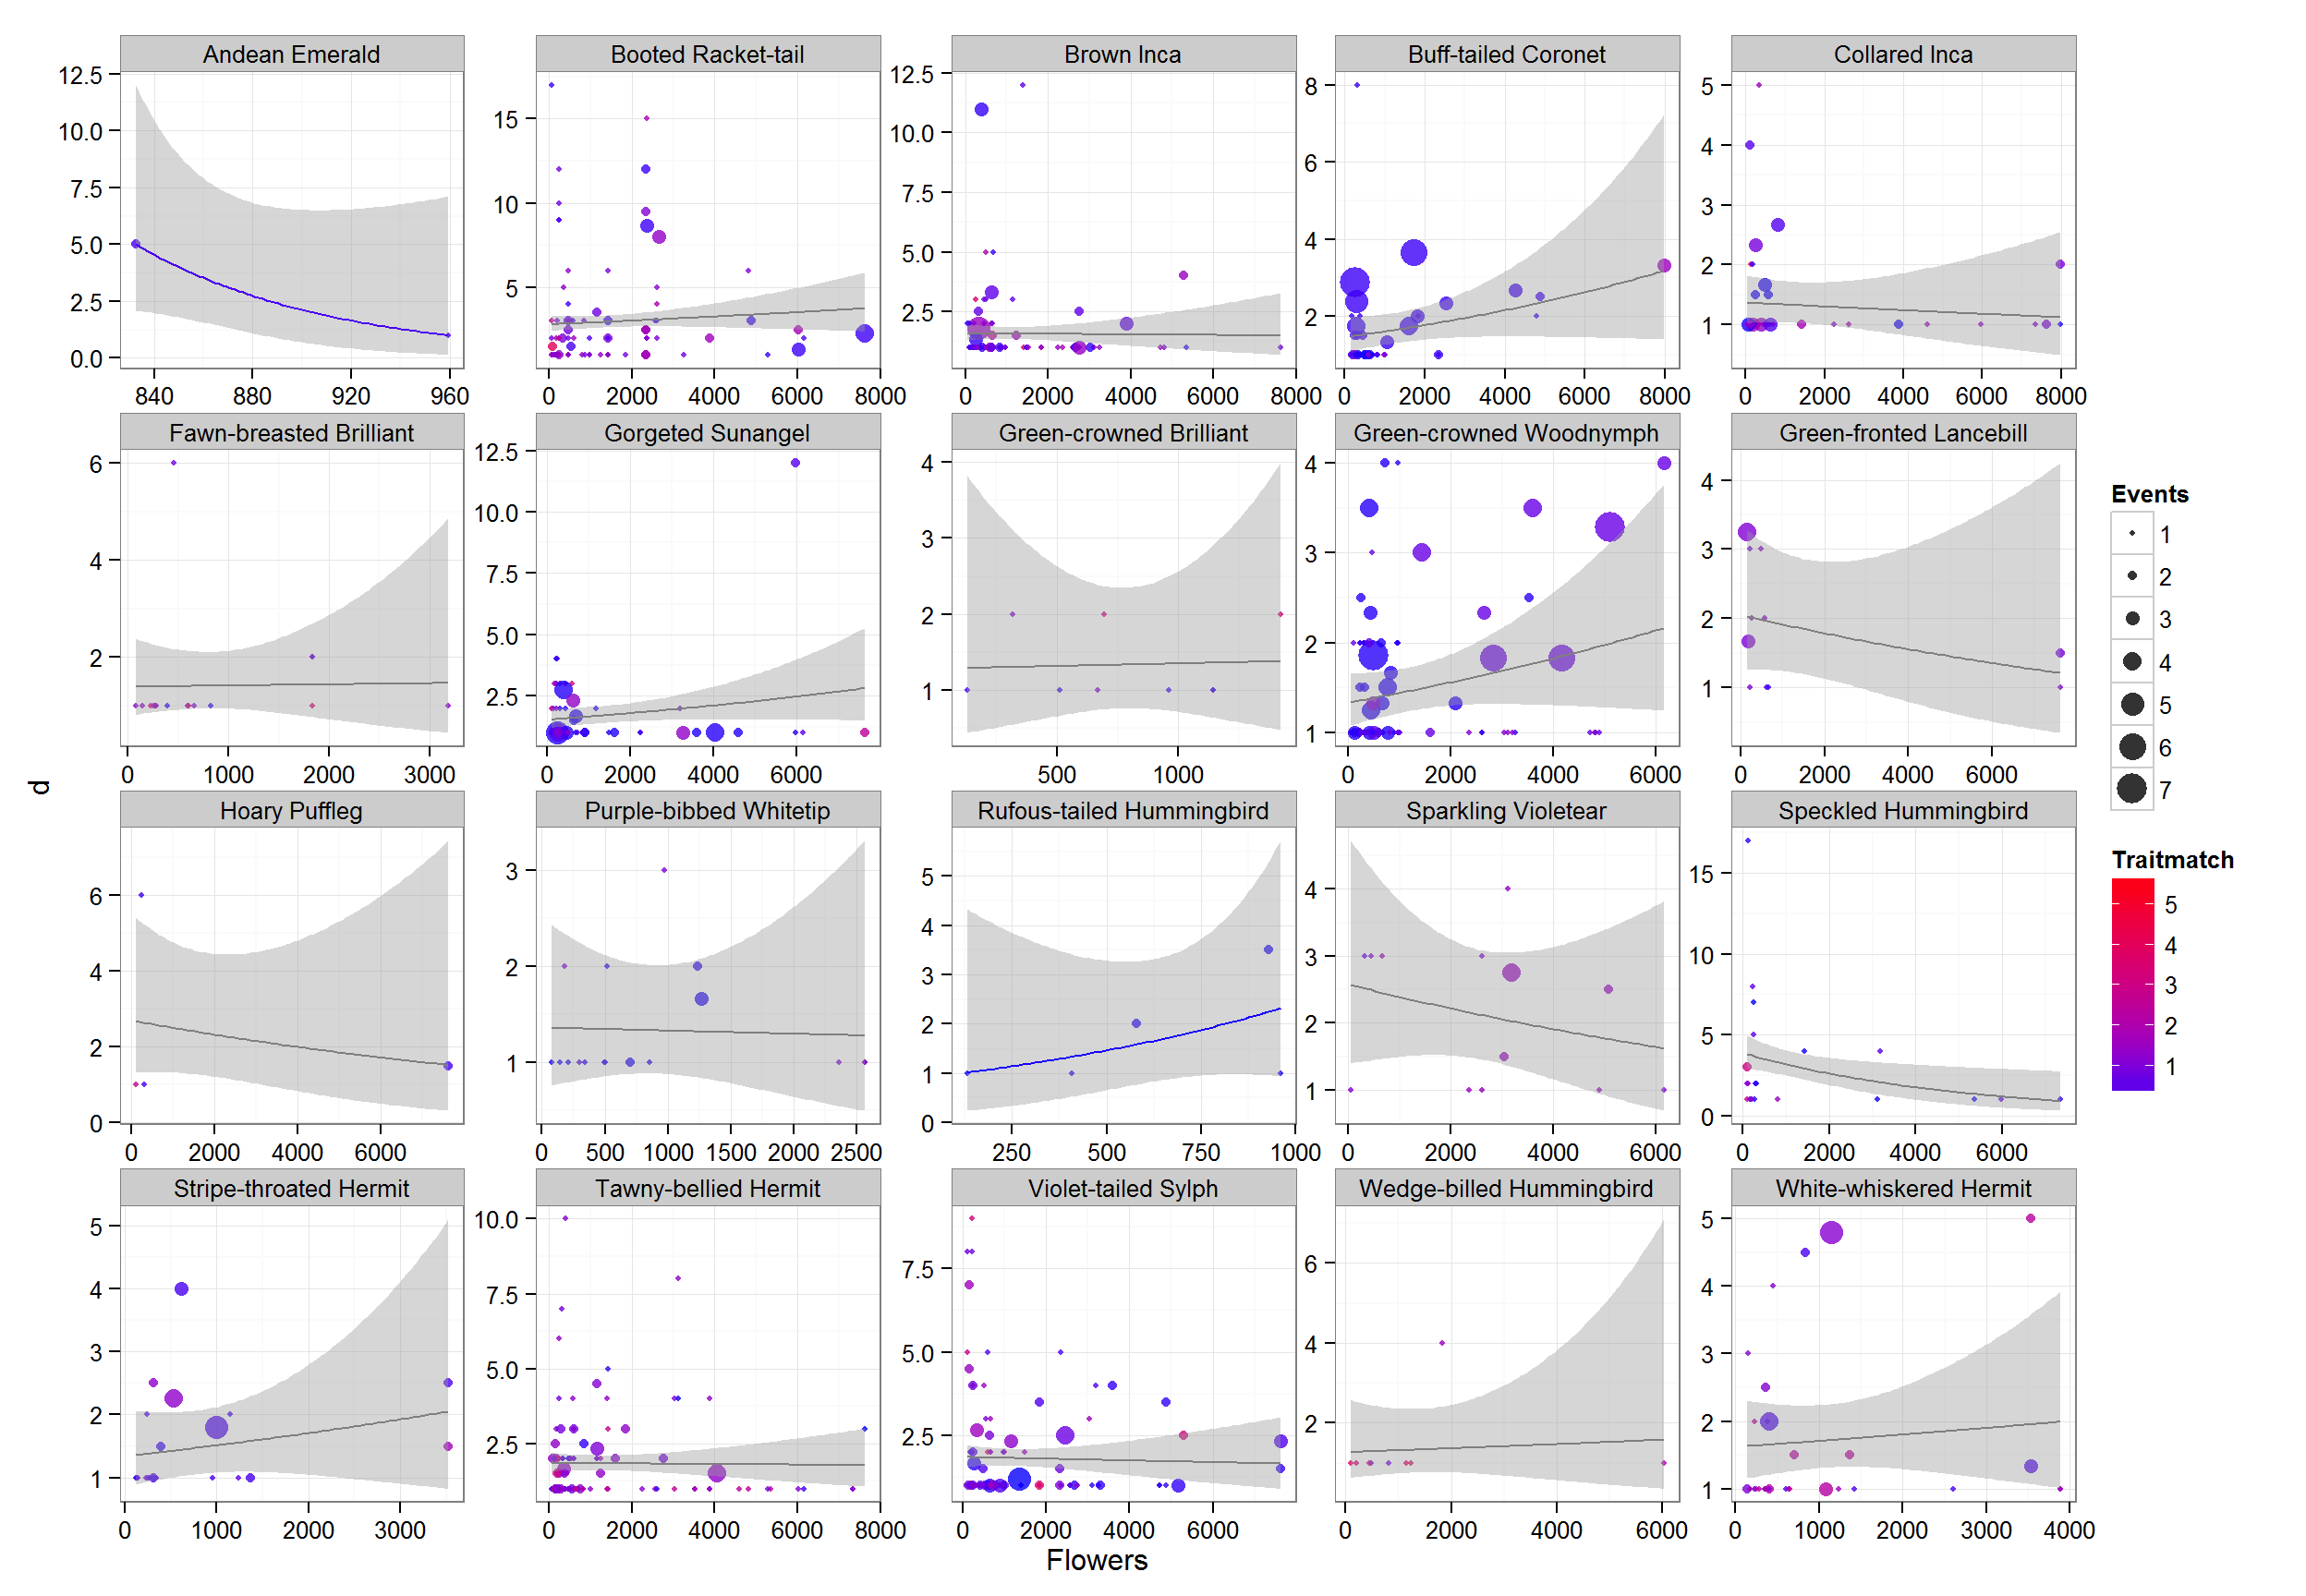 Andean Emerald
Booted Racket-tail
Brown Inca
Buff-tailed Coronet
Collared Inca
12.5
10.0
7.5
5.0
2.5
0.0
840 880 920 960
15
10
5
0 2000 4000 6000 8000
12.5
10.0
7.5
5.0
2.5
0 2000 4000 6000 8000
8
6
4
2
0 2000 4000 6000 8000
5
4
3
2
1
0 2000 4000 6000 8000
Fawn-breasted Brilliant
Gorgeted Sunangel
Green-crowned Brilliant
Green-crowned Woodnymph
Green-fronted Lancebill
6
4
2
0 1000 2000 3000
12.5
10.0
7.5
5.0
2.5
0 2000 4000 6000
4
3
2
1
500 1000
4
3
2
1
0 2000 4000 6000
4
3
2
1
0 2000 4000 6000
Hoary Puffleg
Purple-bibbed Whitetip
Rufous-tailed Hummingbird
Sparkling Violetear
Speckled Hummingbird
6
4
2
0
0 2000 4000 6000
3
2
1
0 500 1000 1500 2000 2500
5
4
3
2
1
0
250 500 750 1000
4
3
2
1
0 2000 4000 6000
15
10
5
0
0 2000 4000 6000
Stripe-throated Hermit
Tawny-bellied Hermit
Violet-tailed Sylph
Wedge-billed Hummingbird
White-whiskered Hermit
5
4
3
2
1
0 1000 2000 3000
10.0
7.5
5.0
2.5
0 2000 4000 6000 8000
7.5
5.0
2.5
0 2000 4000 6000
6
4
2
0 2000 4000 6000
5
4
3
2
1
0 1000 2000 3000 4000
d
Flowers
Events
1
2
3
4
5
6
7
Traitmatch
5
4
3
2
1